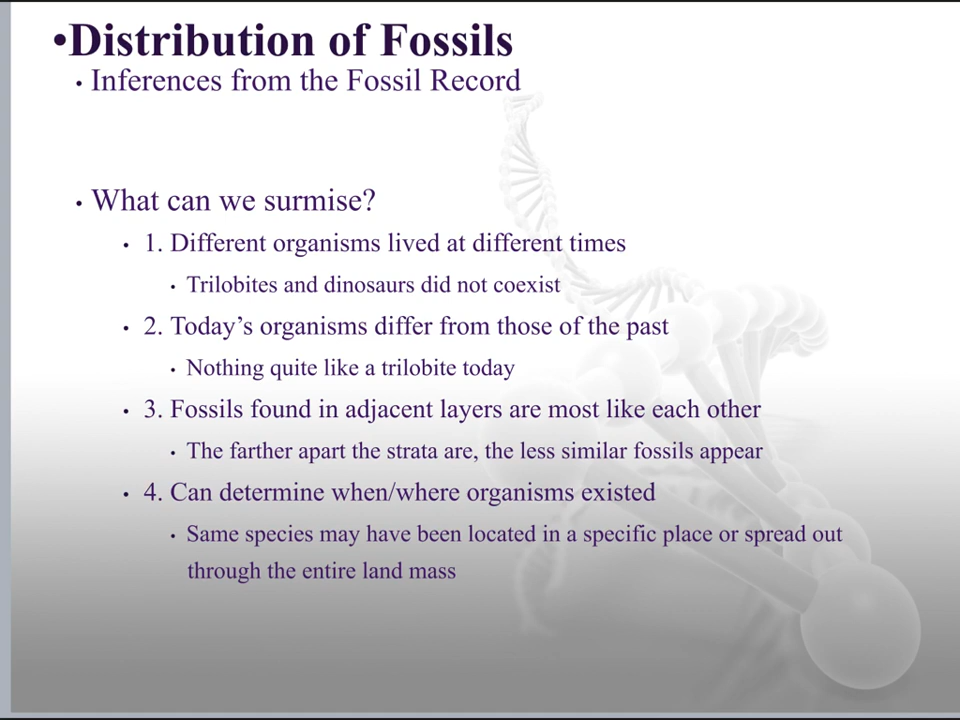 •Distribution of Fossils
• Inferences from the Fossil Record
• What can we surmise?
• 1. Different organisms lived at different times
• Trilobites and dinosaurs did not coexist
• 2. Today’s organisms differ from those of the past
• Nothing quite like a trilobite today
• 3. Fossils found in adjacent layers are most like each other
• The farther apart the strata are, the less similar fossils appear
• 4. Can determine when/where organisms existed
• Same species may have been located in a specific place or spread out
through the entire land mass